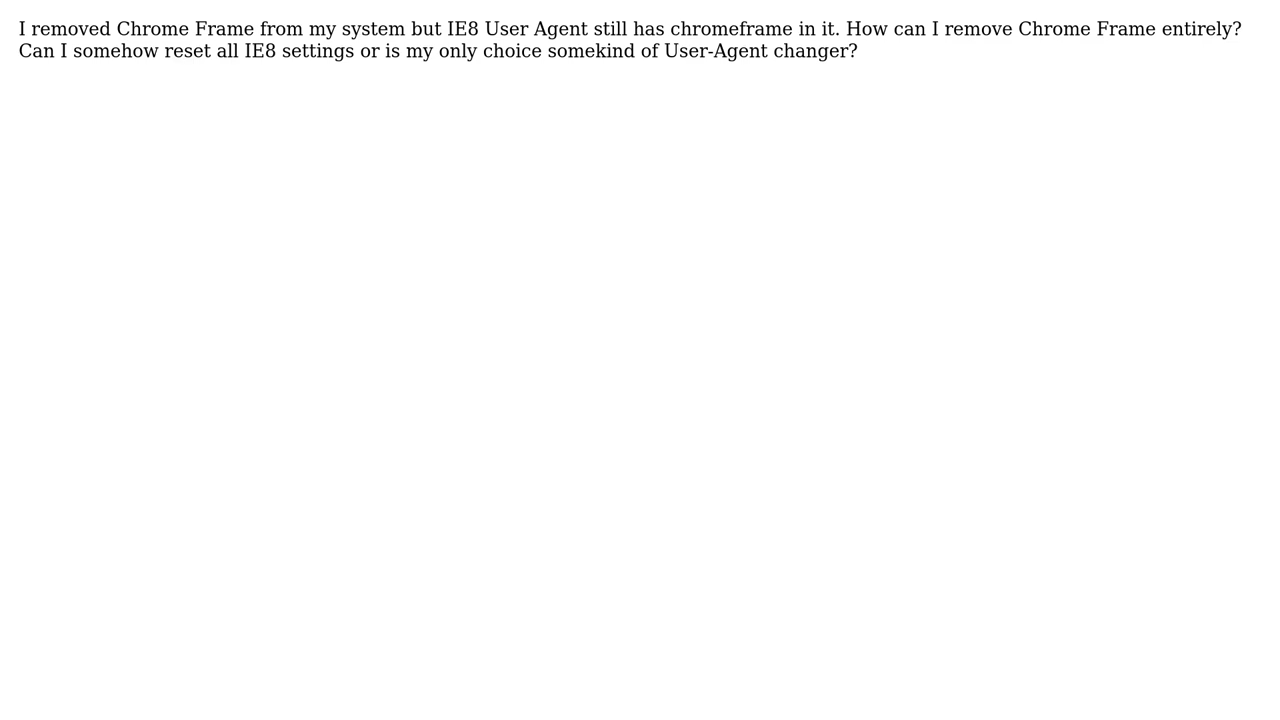 I removed Chrome Frame from my system but IE8 User Agent still has chromeframe in it. How can I remove Chrome Frame entirely?
Can I somehow reset all IE8 settings or is my only choice somekind of User-Agent changer?